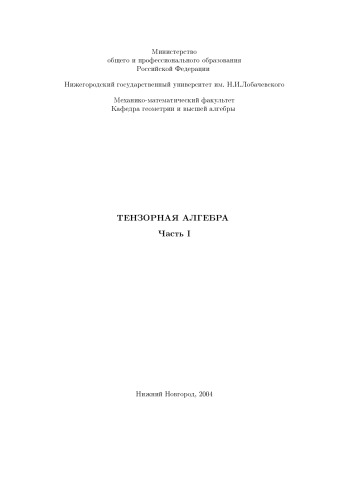 Министерство
общего и профессионального образования
Российской Федерации
Нижегородский государственный университет им. Н.И.Лобачевского
Механико-математический факультет
Кафедра геометрии и высшей алгебры
ТЕНЗОРНАЯ АЛГЕБРА
Часть I
Нижний Новгород, 2004